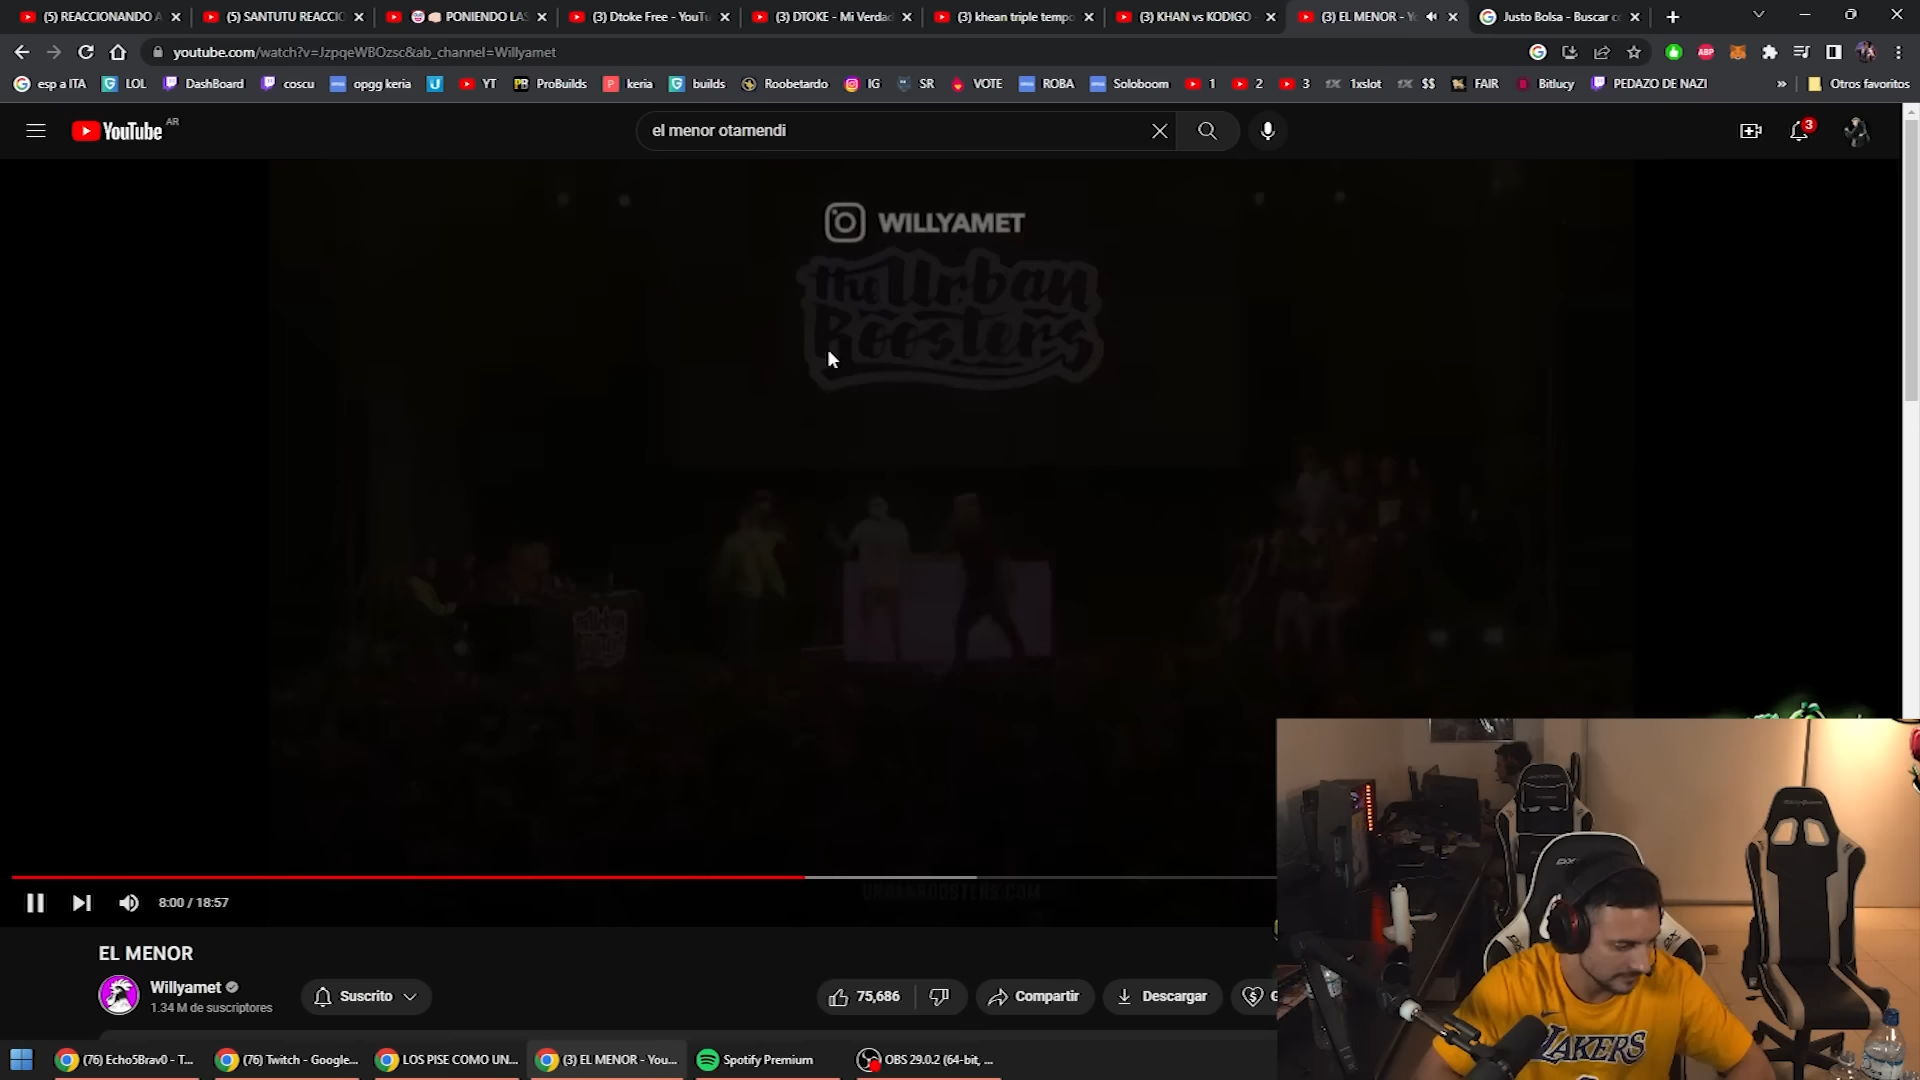 (5) REACCIONANDO A
(5) SANTUTU REACCIO
PONIENDO LAS
(3) Dtoke Free - YouTu
(3) DTOKE - Mi Verdad
(3) khean triple tempo
(3) KHAN vs KODIGO -
(3) EL MENOR - Yo
Justo Bolsa - Buscar co
youtube.com/watch?v=JzpqeWBOzsc&ab_channel=Willyamet
esp a ITA
LOL
DashBoard
coscu
opgg keria
YT
ProBuilds
keria
builds
Roobetardo
IG
SR
VOTE
ROBA
Soloboom
1
2
3
1xslot
$$
FAIR
Bitlucy
PEDAZO DE NAZI
»
Otros favoritos
YouTube AR
el menor otamendi
3
WILLYAMET
the Urban
Roosters
8:00 / 18:57
URBANROOSTERS.COM
EL MENOR
Willyamet
1.34 M de suscriptores
Suscrito
75,686
Compartir
Descargar
G
LAKERS
(76) Echo5Brav0 - T...
(76) Twitch - Google...
LOS PISE COMO UN...
(3) EL MENOR - You...
Spotify Premium
OBS 29.0.2 (64-bit, ...